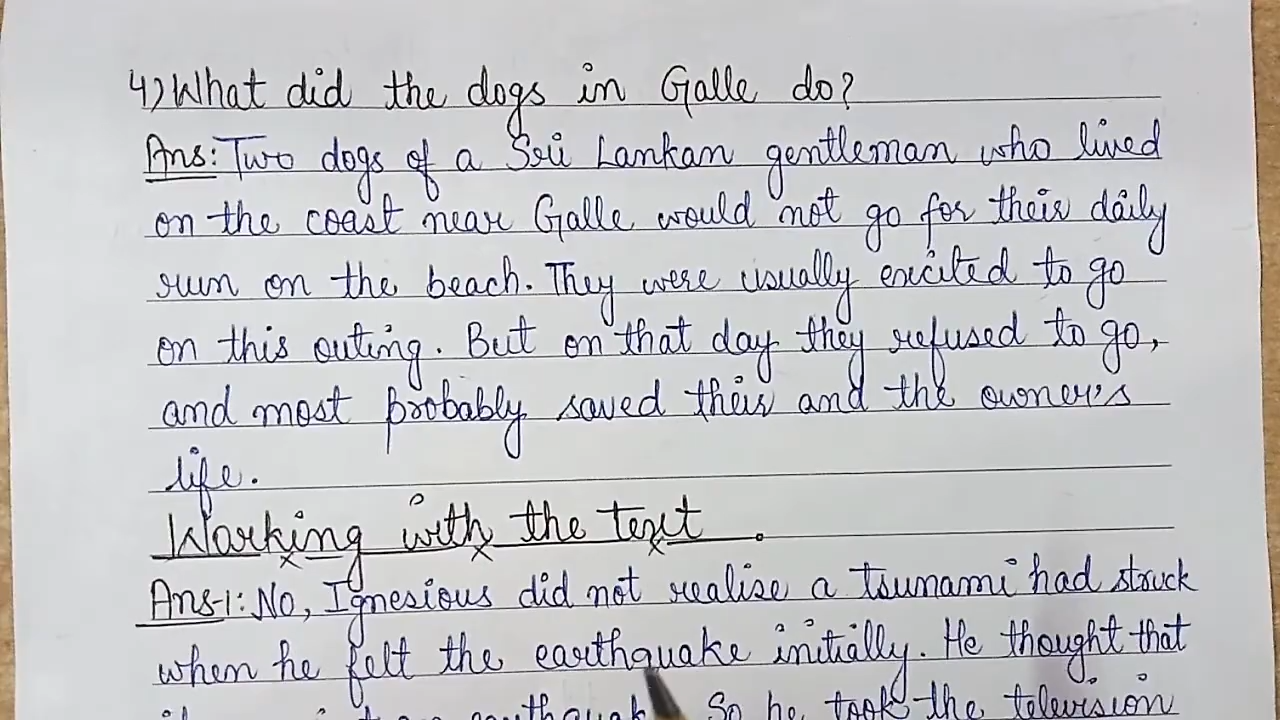 4) What did the dogs in Galle do?
Ans: Two dogs of a Sri Lankan gentleman who lived
on the coast near Galle would not go for their daily
run on the beach. They were usually excited to go
on this outing. But on that day they refused to go,
and most probably saved their and the owner's
life.
Working with the text.
Ans-1: No, Ignesious did not realise a tsunami had struck
when he felt the earthquake initially. He thought that
So he took the television